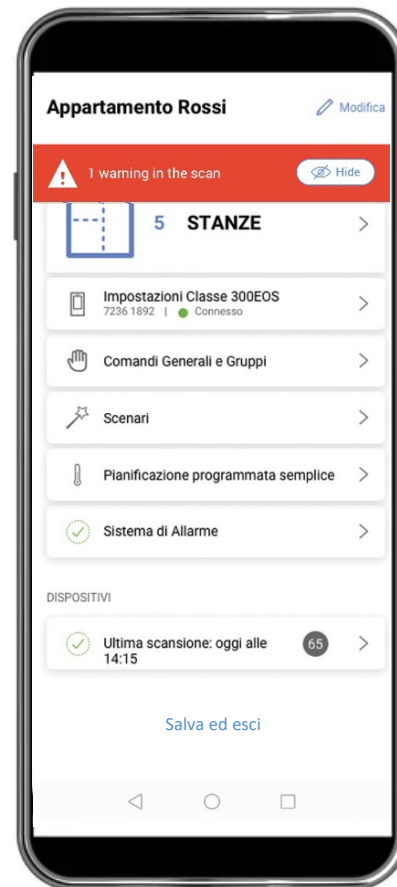 Appartamento Rossi
Modifica
1 warning in the scan
Hide
5 STANZE
Impostazioni Classe 300EOS
7236 1892 | Connesso
Comandi Generali e Gruppi
Scenari
Pianificazione programmata semplice
Sistema di Allarme
DISPOSITIVI
Ultima scansione: oggi alle
14:15
65
Salva ed esci